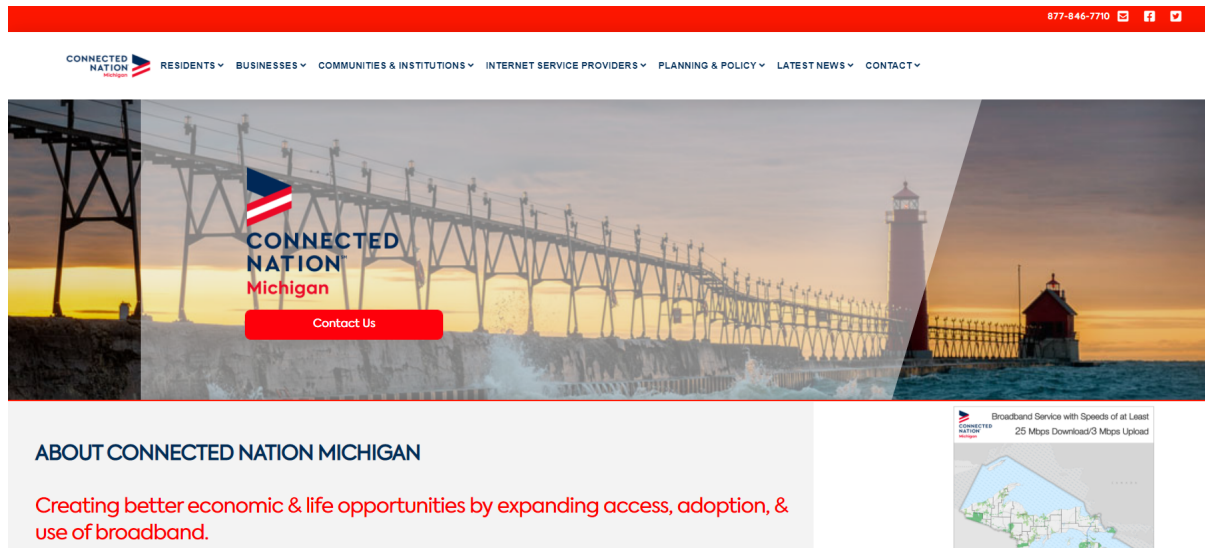 877-846-7710
CONNECTED
NATION
Michigan
RESIDENTS BUSINESSES COMMUNITIES & INSTITUTIONS INTERNET SERVICE PROVIDERS PLANNING & POLICY LATEST NEWS CONTACT
CONNECTED
NATION™
Michigan
Contact Us
ABOUT CONNECTED NATION MICHIGAN
Creating better economic & life opportunities by expanding access, adoption, &
use of broadband.
CONNECTED
NATION
Michigan
Broadband Service with Speeds of at Least
25 Mbps Download/3 Mbps Upload